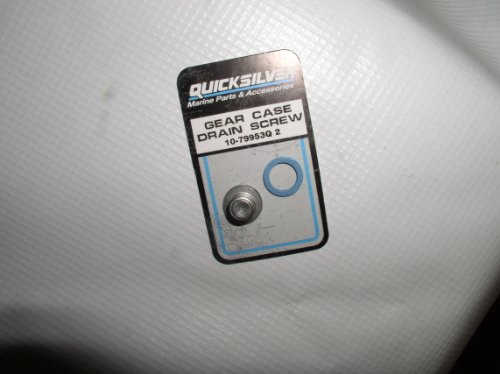 QUICKSILVER
Marine Parts & Accessories
GEAR CASE
DRAIN SCREW
10-79953Q 2